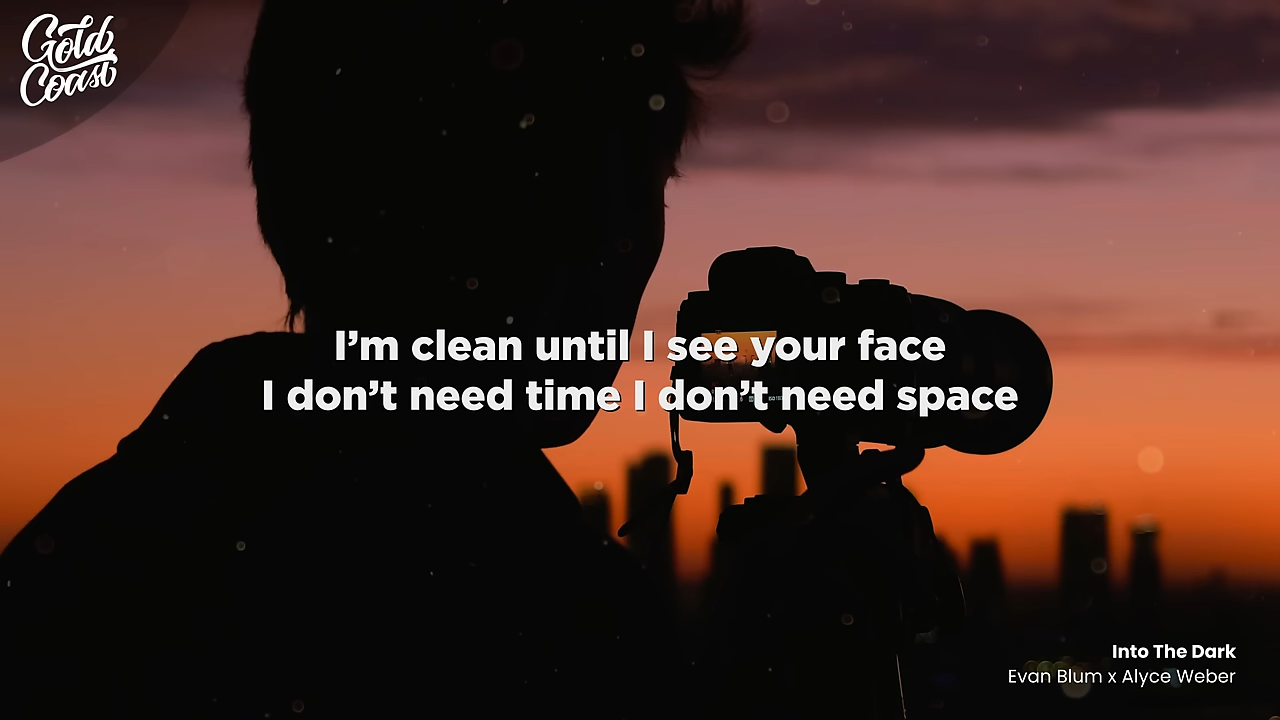 Gold
Coast
I’m clean until I see your face
I don’t need time I don’t need space
Into The Dark
Evan Blum x Alyce Weber